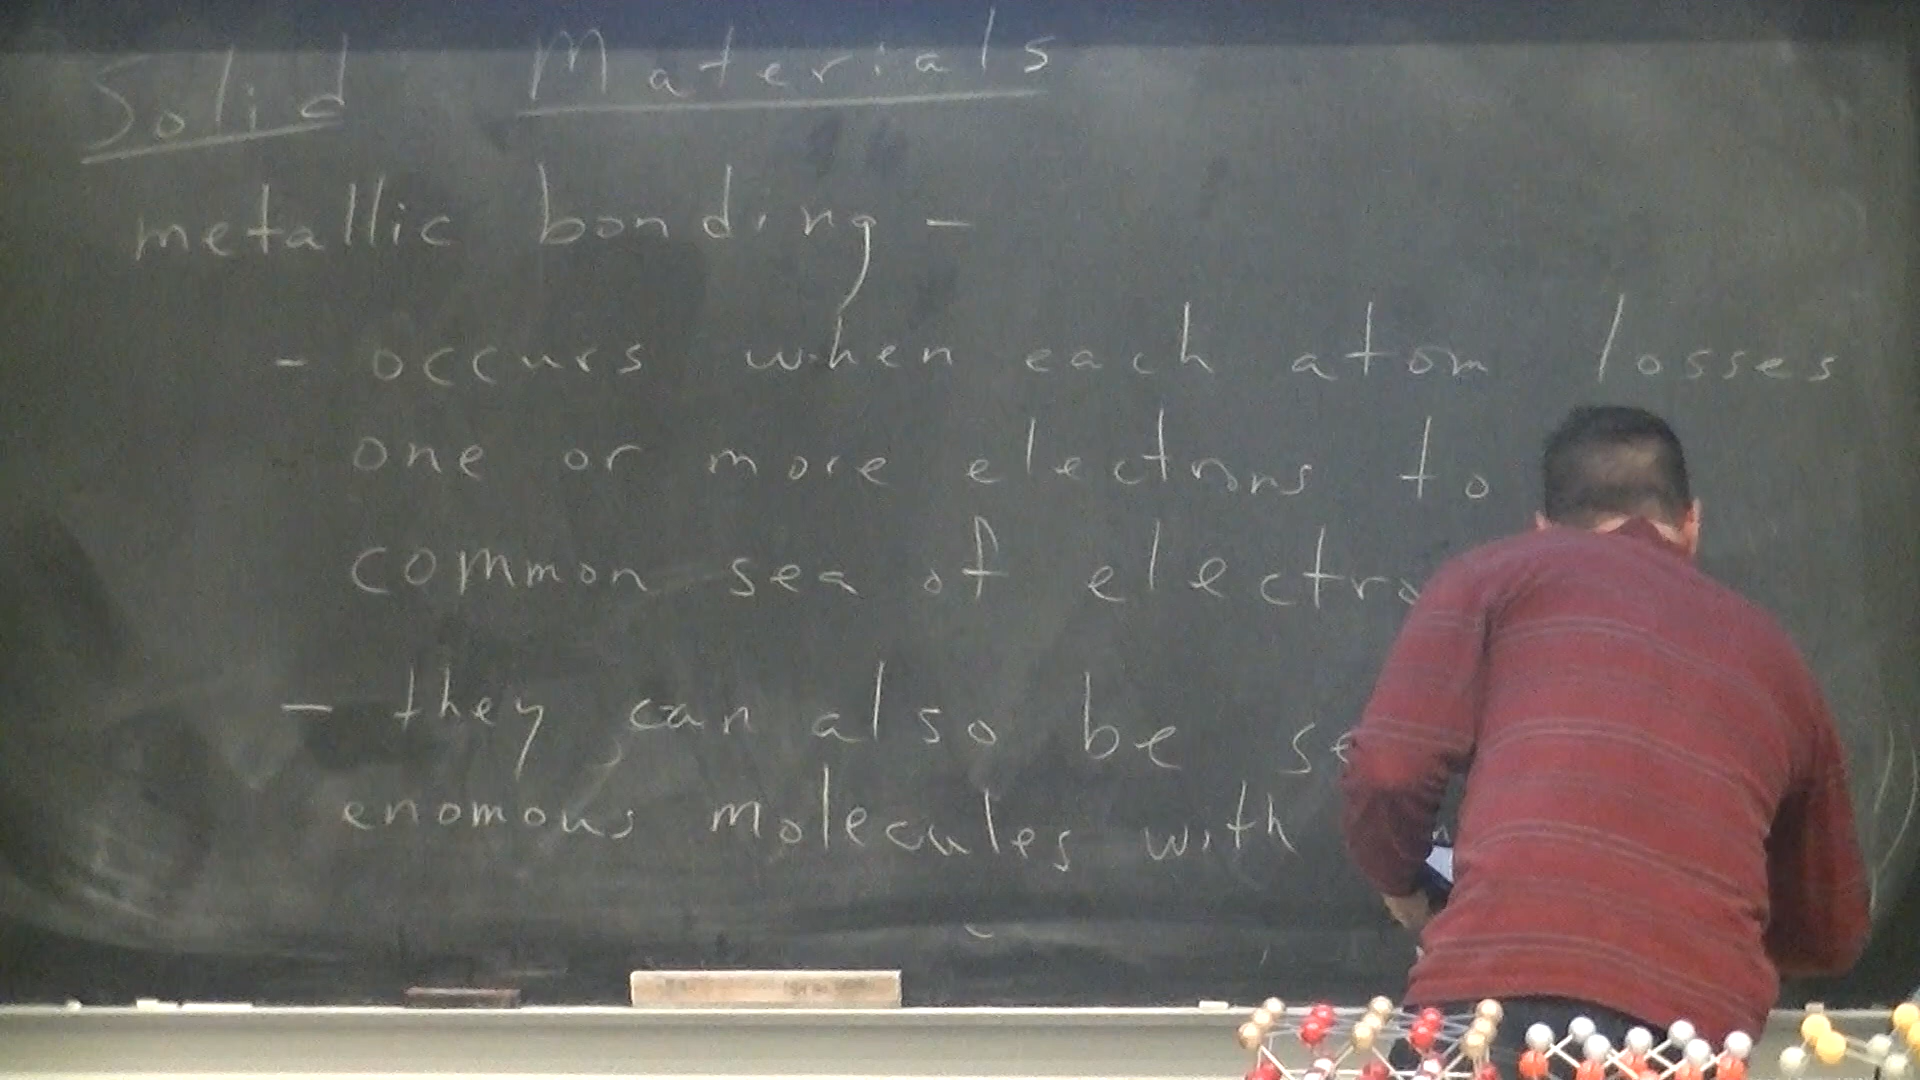 Solid Materials
metallic bonding -
- occurs when each atom losses
one or more electrons to
common sea of electro
- they can also be se
enomous molecules with